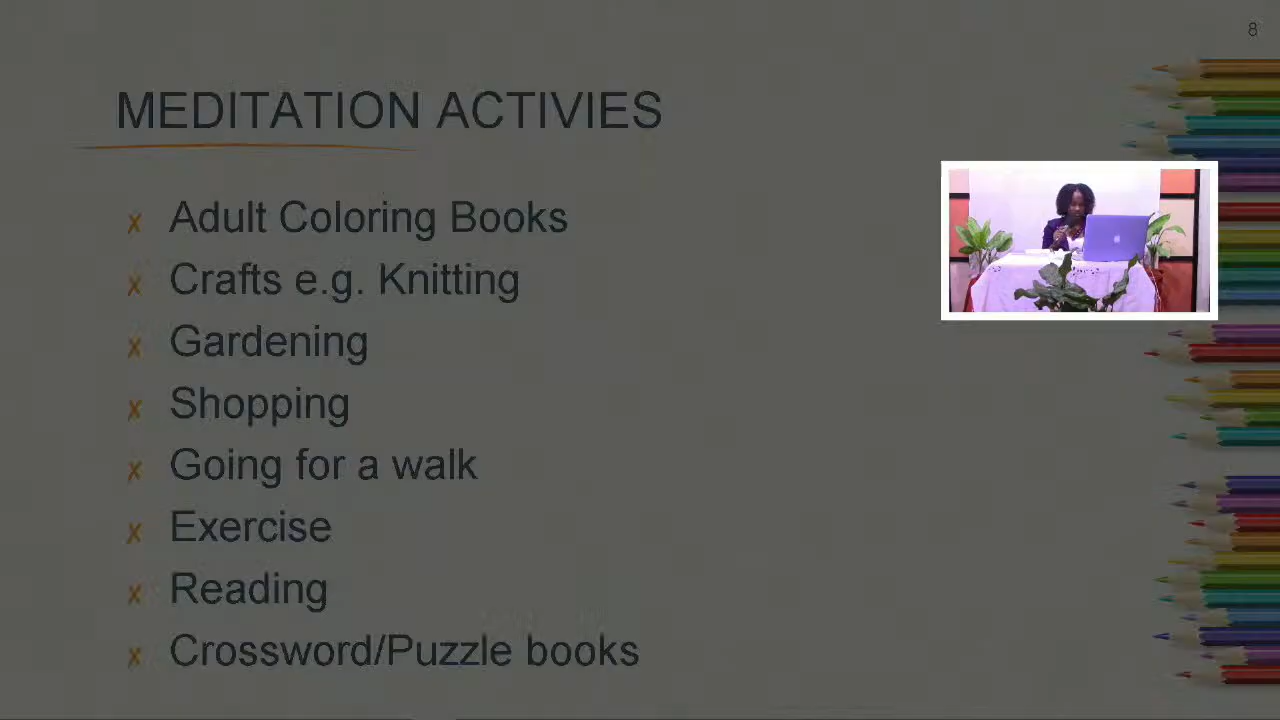 8
MEDITATION ACTIVIES
Adult Coloring Books
Crafts e.g. Knitting
Gardening
Shopping
Going for a walk
Exercise
Reading
Crossword/Puzzle books